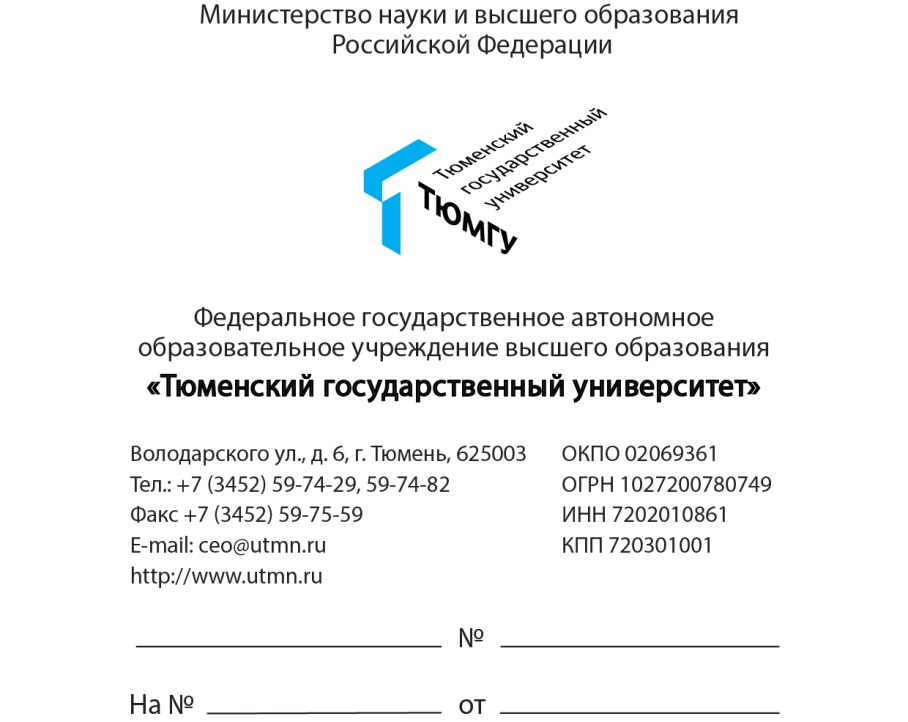 Министерство науки и высшего образования
Российской Федерации
Тюменский
государственный
университет
ТЮМГУ
Федеральное государственное автономное
образовательное учреждение высшего образования
«Тюменский государственный университет»
Володарского ул., д. 6, г. Тюмень, 625003
Тел.: +7 (3452) 59-74-29, 59-74-82
Факс +7 (3452) 59-75-59
E-mail: ceo@utmn.ru
http://www.utmn.ru
ОКПО 02069361
ОГРН 1027200780749
ИНН 7202010861
КПП 720301001
№
На № от